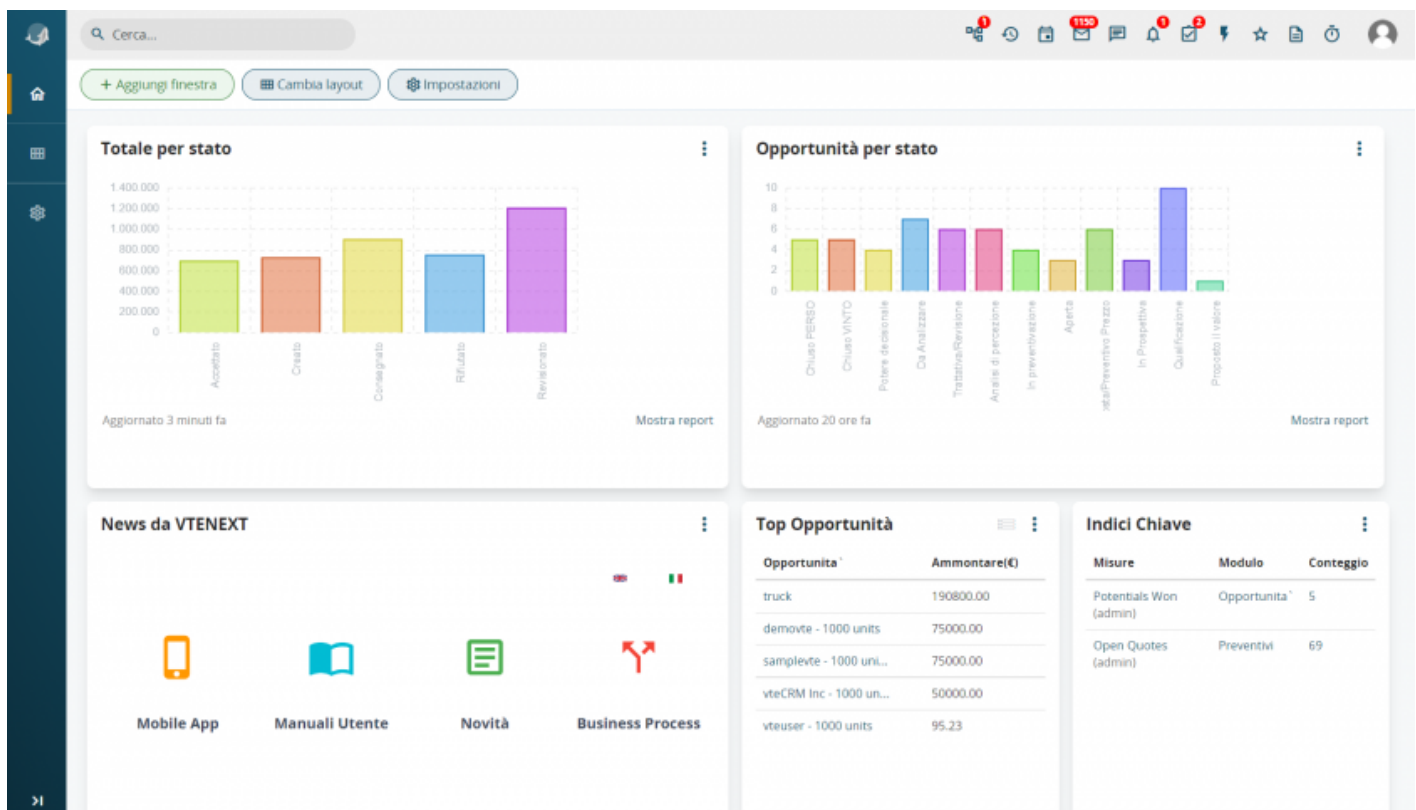 Cerca...
1
1150
1
2
+ Aggiungi finestra
Cambia layout
Impostazioni
Totale per stato
1.400.000
1.200.000
1.000.000
800.000
600.000
400.000
200.000
0
Accettato
Creato
Consegnato
Rifiutato
Revisionato
Aggiornato 3 minuti fa
Mostra report
Opportunità per stato
10
8
6
4
2
0
Chiuso PERSO
Chiuso VINTO
Potere decisionale
Da Analizzare
Trattativa/Revisione
Analisi di percezione
In preventivazione
Aperta
Preventivo Prezzo
In Prospettiva
Qualificazione
Proposto il valore
Aggiornato 20 ore fa
Mostra report
News da VTENEXT
Mobile App
Manuali Utente
Novità
Business Process
Top Opportunità
Opportunita` Ammontare(€)
truck 190800.00
demovte - 1000 units 75000.00
samplevte - 1000 uni... 75000.00
vteCRM Inc - 1000 un... 50000.00
vteuser - 1000 units 95.23
Indici Chiave
Misure Modulo Conteggio
Potentials Won Opportunita` 5
(admin)
Open Quotes Preventivi 69
(admin)